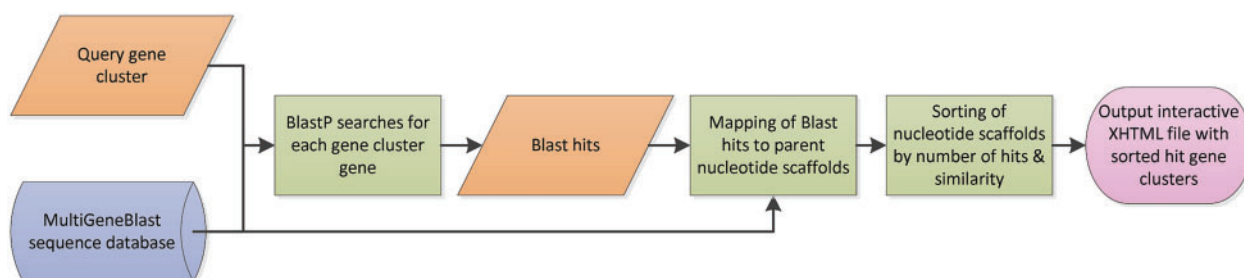 Query gene
cluster
MultiGeneBlast
sequence database
BlastP searches for
each gene cluster
gene
Blast hits
Mapping of Blast
hits to parent
nucleotide scaffolds
Sorting of
nucleotide scaffolds
by number of hits &
similarity
Output interactive
XHTML file with
sorted hit gene
clusters